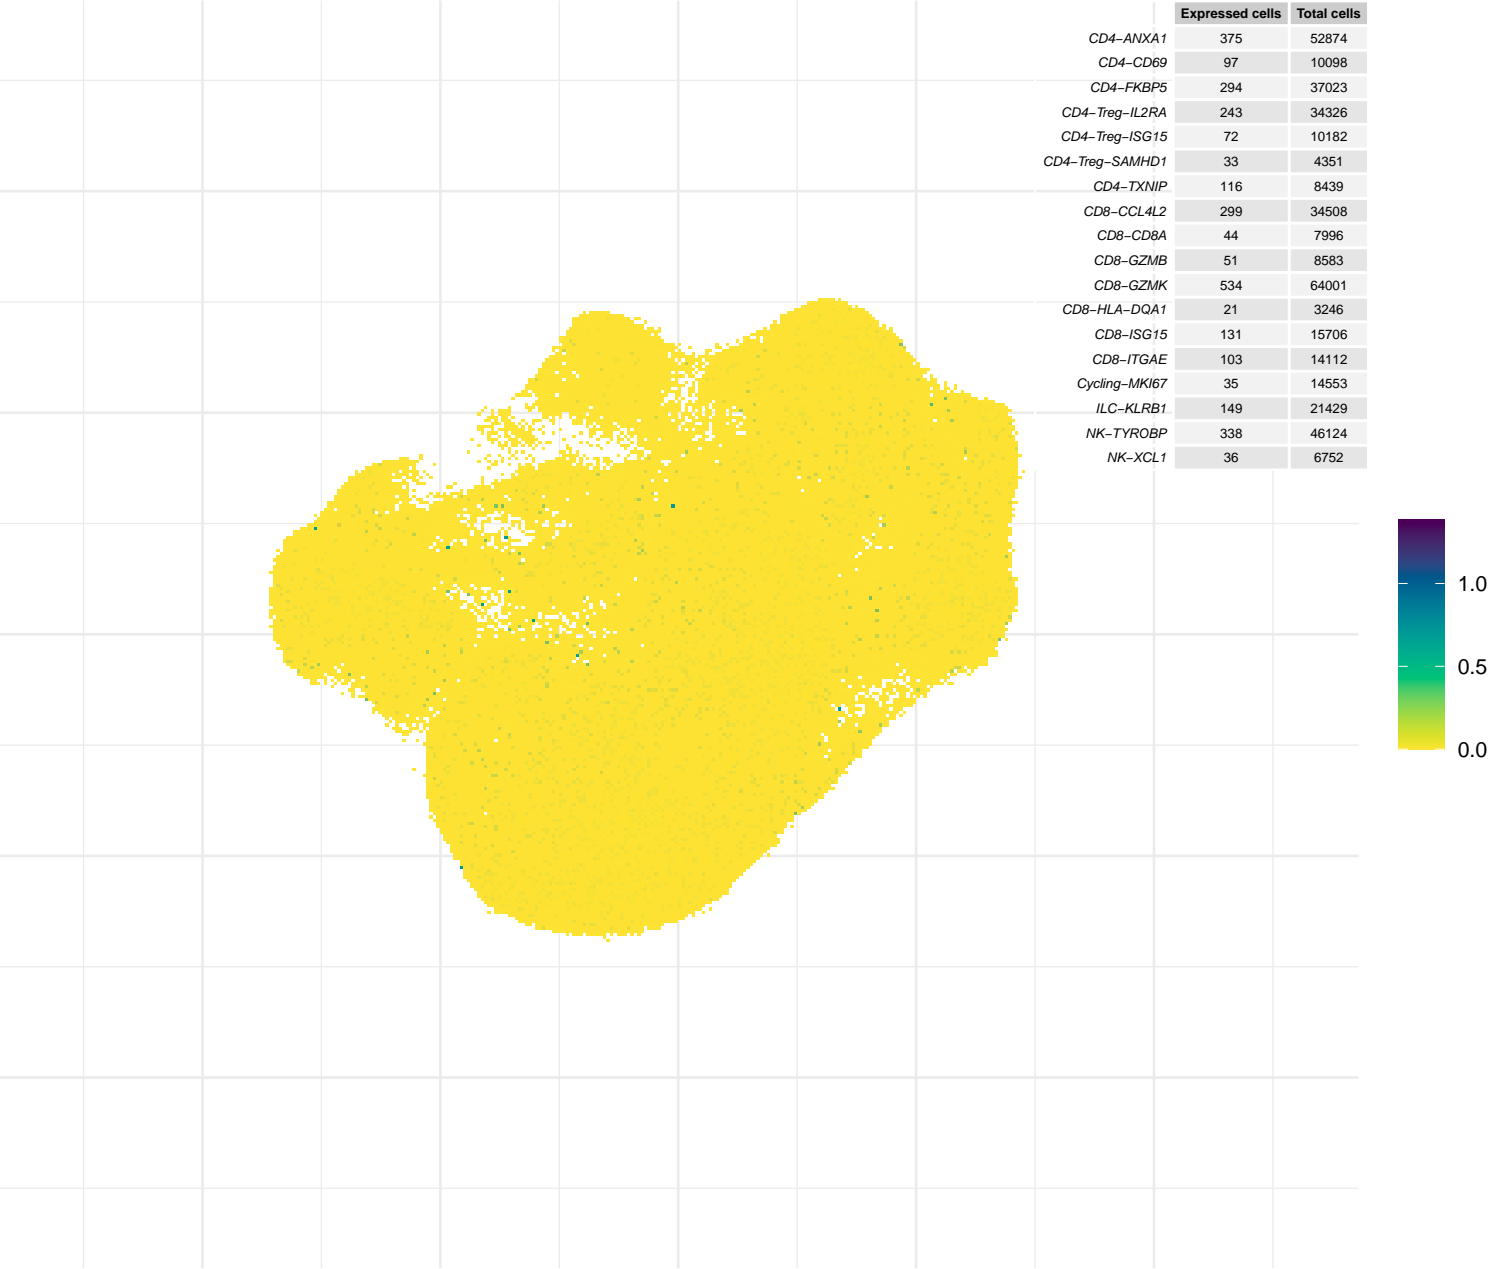 Expressed cells Total cells
CD4−ANXA1 375 52874
CD4−CD69 97 10098
CD4−FKBP5 294 37023
CD4−Treg−IL2RA 243 34326
CD4−Treg−ISG15 72 10182
CD4−Treg−SAMHD1 33 4351
CD4−TXNIP 116 8439
CD8−CCL4L2 299 34508
CD8−CD8A 44 7996
CD8−GZMB 51 8583
CD8−GZMK 534 64001
CD8−HLA−DQA1 21 3246
CD8−ISG15 131 15706
CD8−ITGAE 103 14112
Cycling−MKI67 35 14553
ILC−KLRB1 149 21429
NK−TYROBP 338 46124
NK−XCL1 36 6752
1.0
0.5
0.0